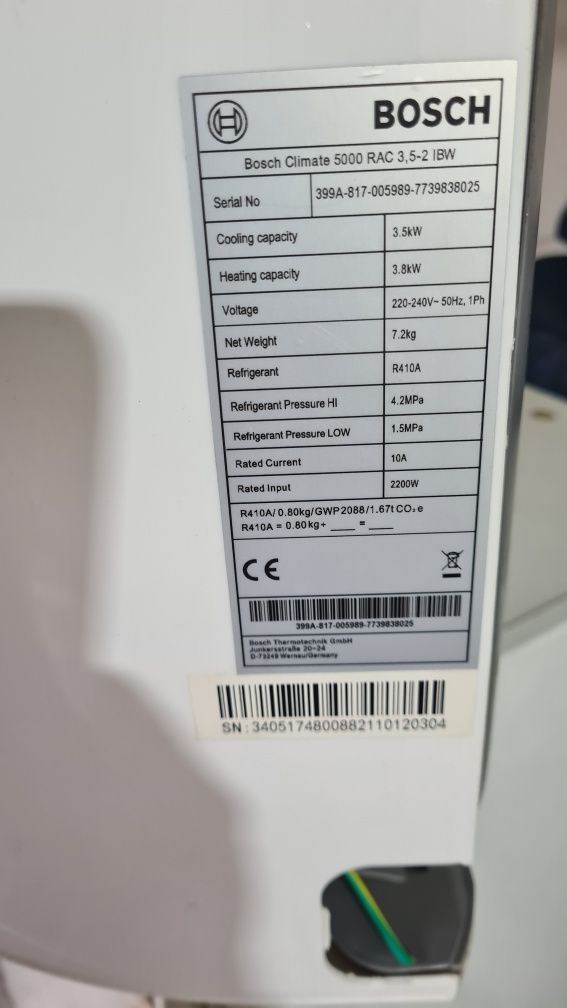 BOSCH
Bosch Climate 5000 RAC 3,5-2 IBW
Serial No 399A-817-005989-7739838025
Cooling capacity 3.5kW
Heating capacity 3.8kW
Voltage 220-240V~ 50Hz, 1Ph
Net Weight 7.2kg
Refrigerant R410A
Refrigerant Pressure HI 4.2MPa
Refrigerant Pressure LOW 1.5MPa
Rated Current 10A
Rated Input 2200W
R410A/ 0.80kg/GWP2088/1.67t CO₂e
R410A = 0.80kg+ ____ = ____
CE
399A-817-005989-7739838025
Bosch Thermotechnik GmbH
Junkersstraße 20-24
D-73249 Wernau/Germany
SN : 3405174800882110120304